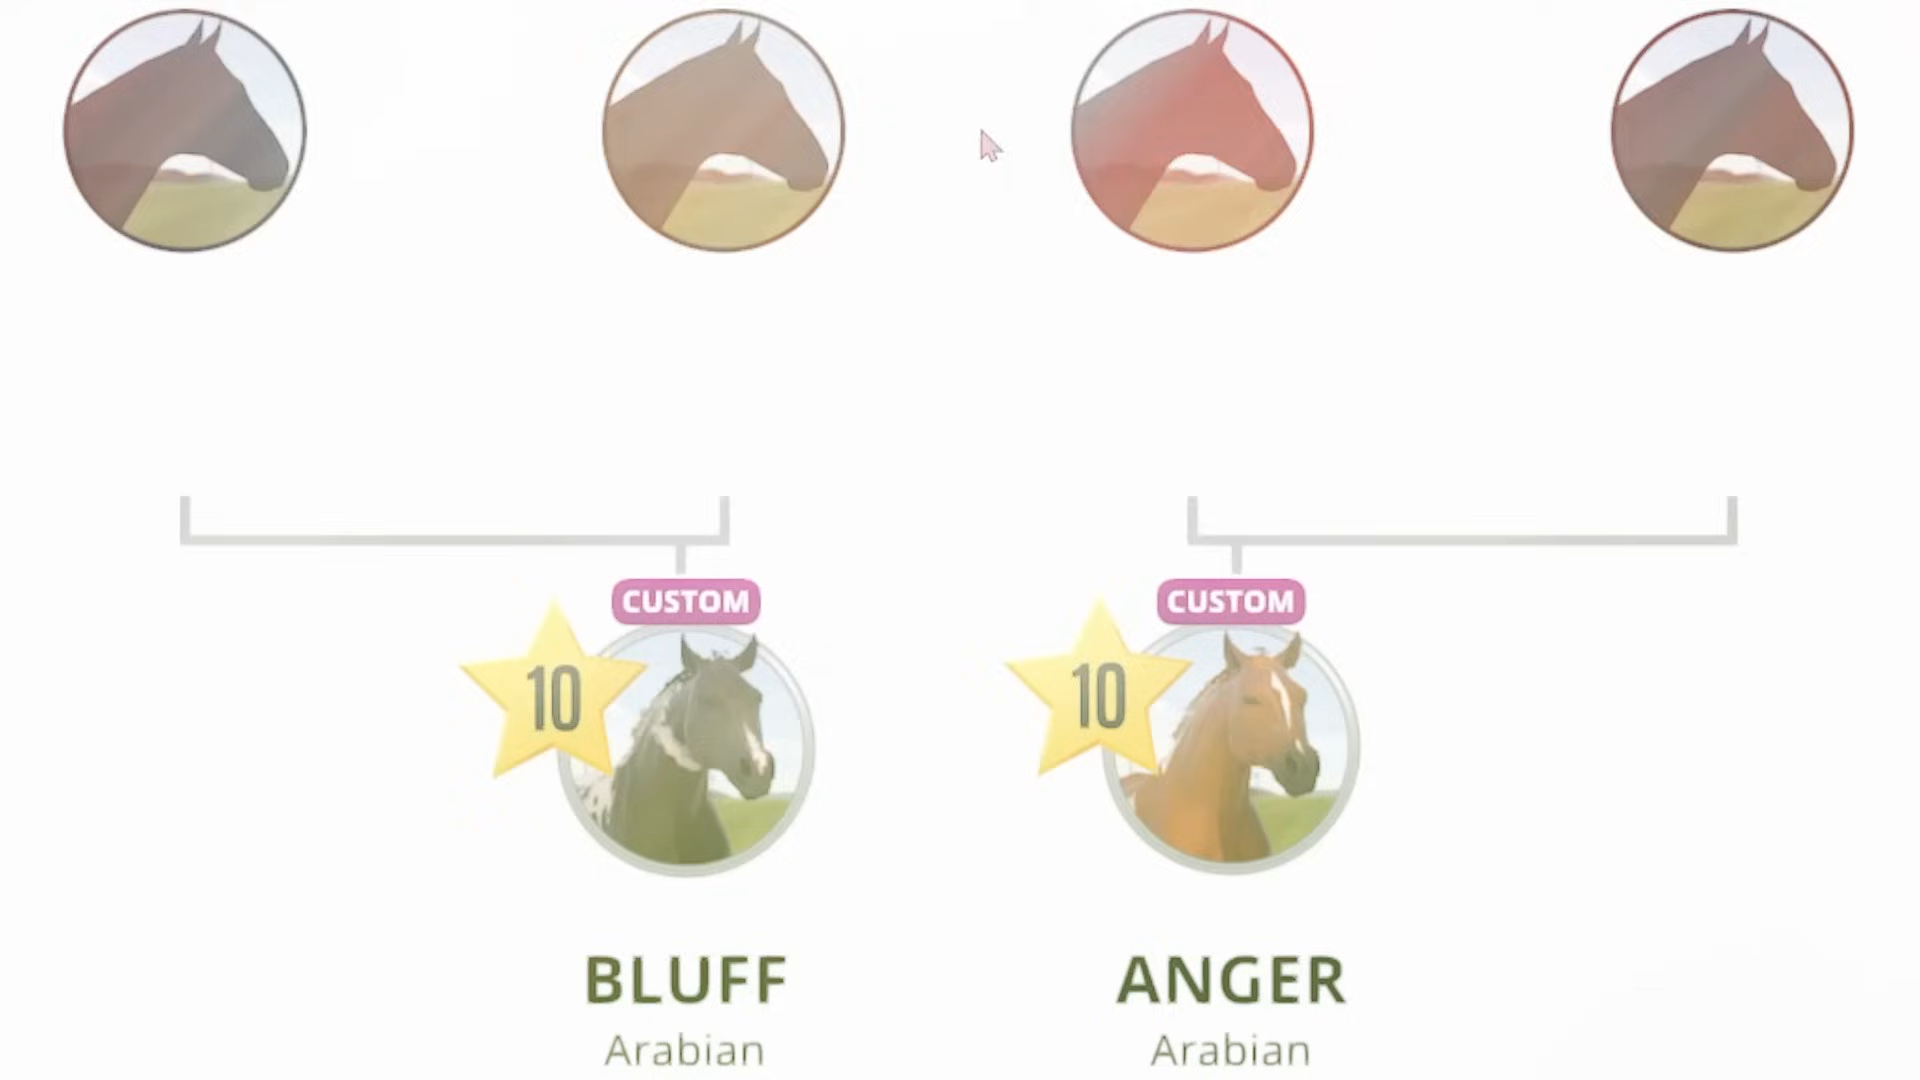 CUSTOM
10
BLUFF
Arabian
CUSTOM
10
ANGER
Arabian